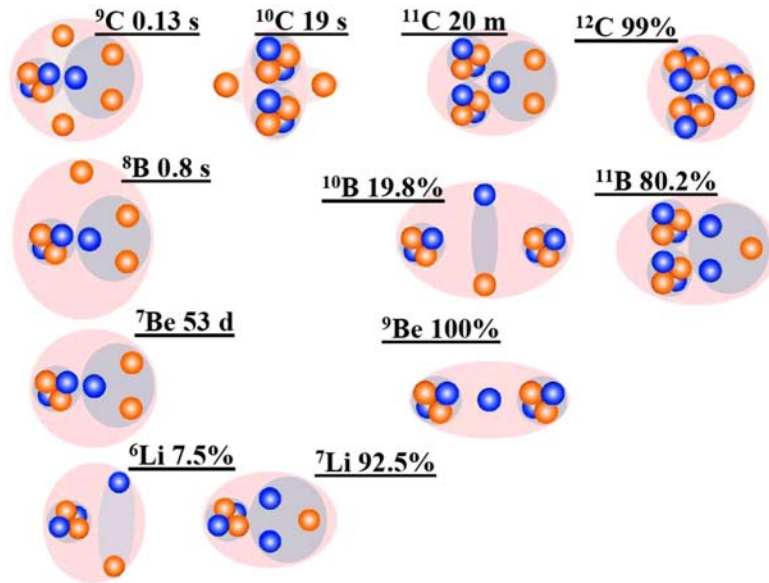 ⁹C 0.13 s
¹⁰C 19 s
¹¹C 20 m
¹²C 99%
⁸B 0.8 s
¹⁰B 19.8%
¹¹B 80.2%
⁷Be 53 d
⁹Be 100%
⁶Li 7.5%
⁷Li 92.5%